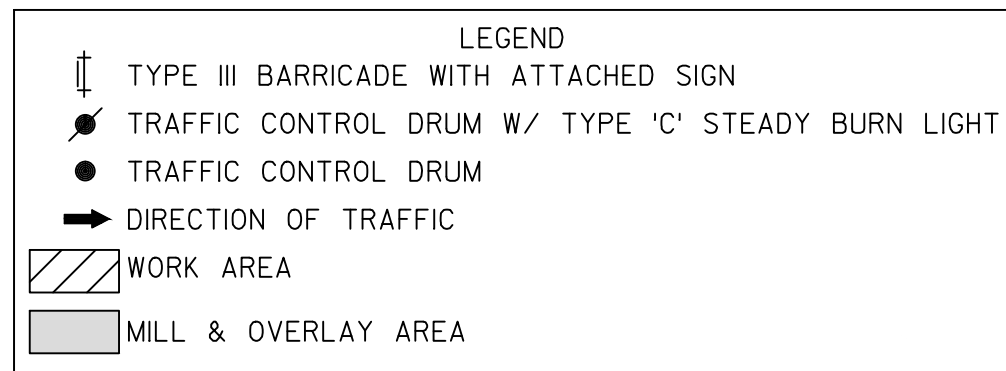 LEGEND
TYPE III BARRICADE WITH ATTACHED SIGN
TRAFFIC CONTROL DRUM W/ TYPE 'C' STEADY BURN LIGHT
TRAFFIC CONTROL DRUM
DIRECTION OF TRAFFIC
WORK AREA
MILL & OVERLAY AREA